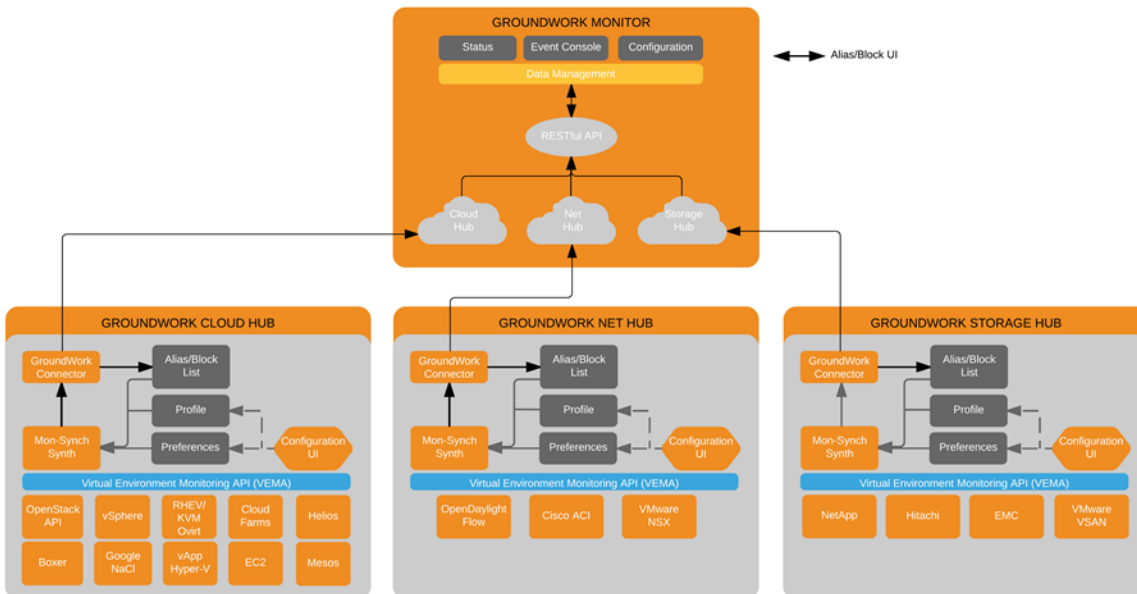 GROUNDWORK MONITOR
Status
Event Console
Configuration
Data Management
Alias/Block UI
RESTful API
Cloud
Hub
Net
Hub
Storage
Hub
GROUNDWORK CLOUD HUB
GroundWork
Connector
Alias/Block
List
Profile
Mon-Synch
Synth
Preferences
Configuration
UI
Virtual Environment Monitoring API (VEMA)
OpenStack
API
vSphere
RHEV/
KVM
Ovirt
Cloud
Farms
Helios
Boxer
Google
NaCl
vApp
Hyper-V
EC2
Mesos
GROUNDWORK NET HUB
GroundWork
Connector
Alias/Block
List
Profile
Mon-Synch
Synth
Preferences
Configuration
UI
Virtual Environment Monitoring API (VEMA)
OpenDaylight
Flow
Cisco ACI
VMware
NSX
GROUNDWORK STORAGE HUB
GroundWork
Connector
Alias/Block
List
Profile
Mon-Synch
Synth
Preferences
Configuration
UI
Virtual Environment Monitoring API (VEMA)
NetApp
Hitachi
EMC
VMware
VSAN